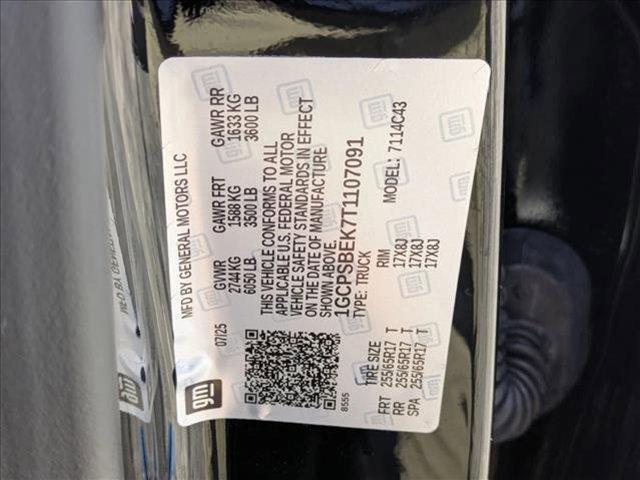 gm
MFD BY GENERAL MOTORS LLC
07/25
GVWR GAWR FRT GAWR RR
2744KG 1588 KG 1633 KG
6050 LB 3500 LB 3600 LB
THIS VEHICLE CONFORMS TO ALL
APPLICABLE U.S. FEDERAL MOTOR
VEHICLE SAFETY STANDARDS IN EFFECT
ON THE DATE OF MANUFACTURE
SHOWN ABOVE.
1GCPSBEK7T1107091
8555 TYPE: TRUCK
MODEL: 7114C43
TIRE SIZE RIM
FRT 255/65R17 T 17X8J
RR 255/65R17 T 17X8J
SPA 255/65R17 T 17X8J